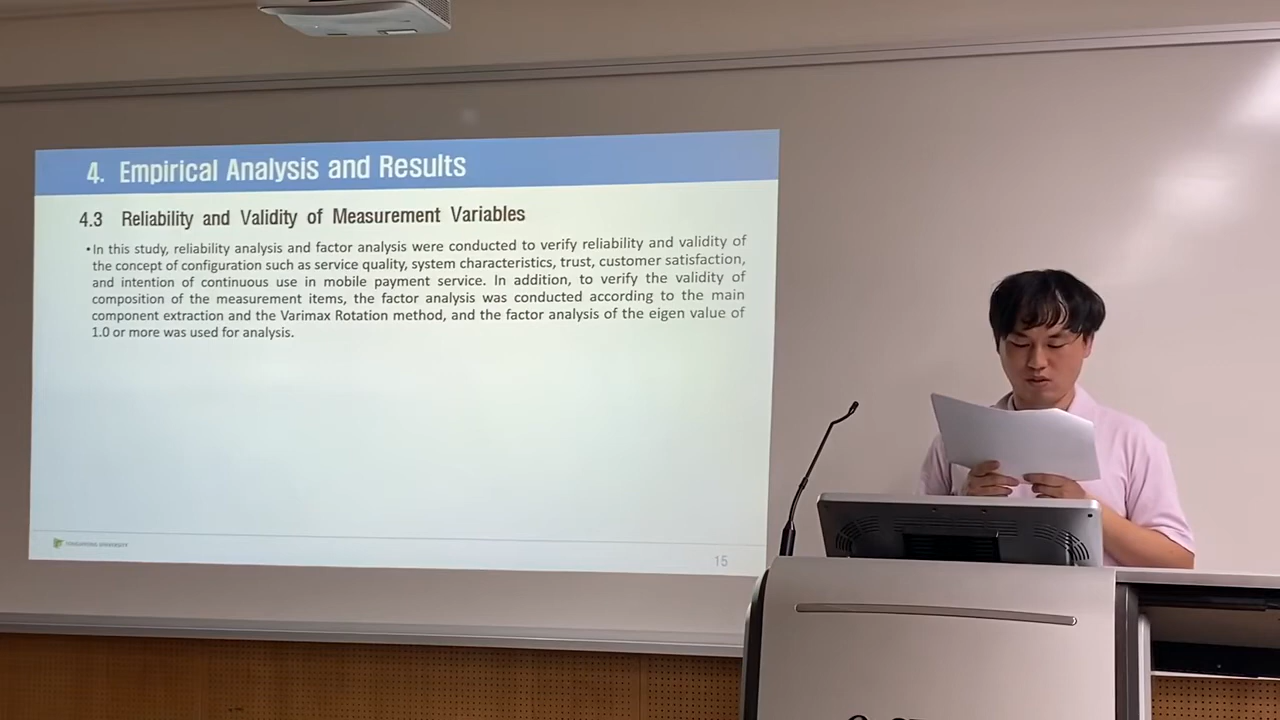 4. Empirical Analysis and Results
4.3 Reliability and Validity of Measurement Variables
•In this study, reliability analysis and factor analysis were conducted to verify reliability and validity of
the concept of configuration such as service quality, system characteristics, trust, customer satisfaction,
and intention of continuous use in mobile payment service. In addition, to verify the validity of
composition of the measurement items, the factor analysis was conducted according to the main
component extraction and the Varimax Rotation method, and the factor analysis of the eigen value of
1.0 or more was used for analysis.
UNIVERSITY
15